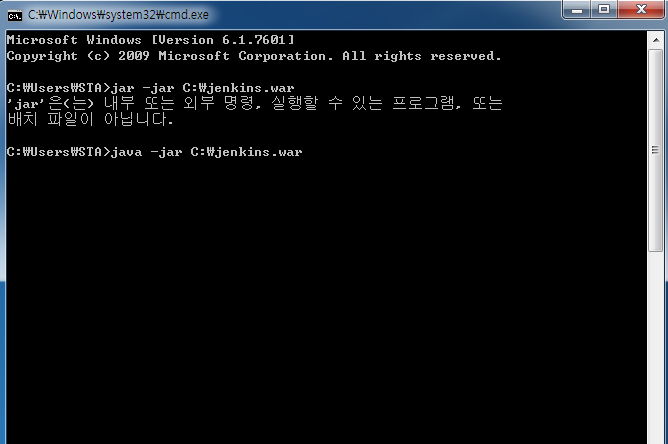 C:₩Windows₩system32₩cmd.exe
Microsoft Windows [Version 6.1.7601]
Copyright (c) 2009 Microsoft Corporation. All rights reserved.
C:₩Users₩STA>jar -jar C:₩jenkins.war
'jar'은(는) 내부 또는 외부 명령, 실행할 수 있는 프로그램, 또는
배치 파일이 아닙니다.
C:₩Users₩STA>java -jar C:₩jenkins.war